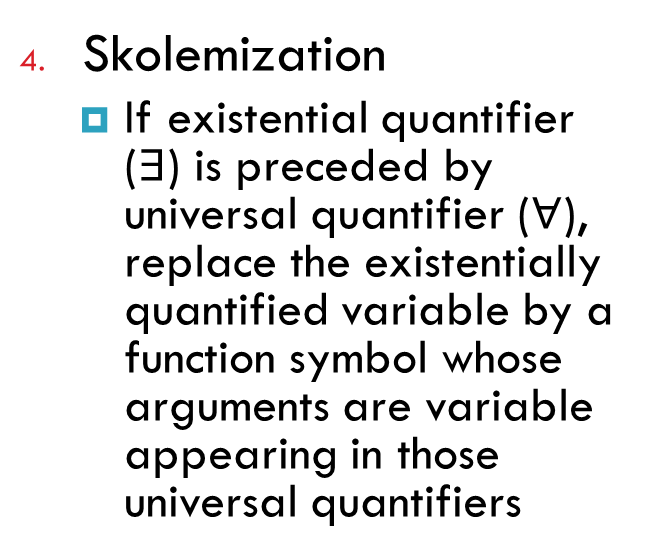 4. Skolemization
If existential quantifier
(∃) is preceded by
universal quantifier (∀),
replace the existentially
quantified variable by a
function symbol whose
arguments are variable
appearing in those
universal quantifiers